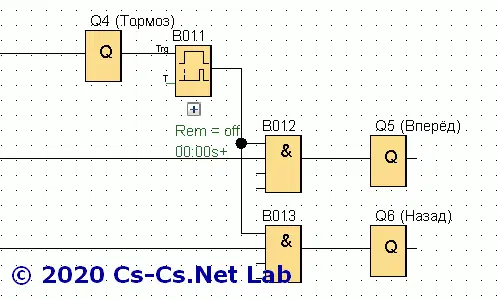 Q4 (Тормоз)
Q
B011
Trg
T
Rem = off
00:00s+
B012
&
Q5 (Вперёд)
Q
B013
&
Q6 (Назад)
Q
© 2020 Cs-Cs.Net Lab